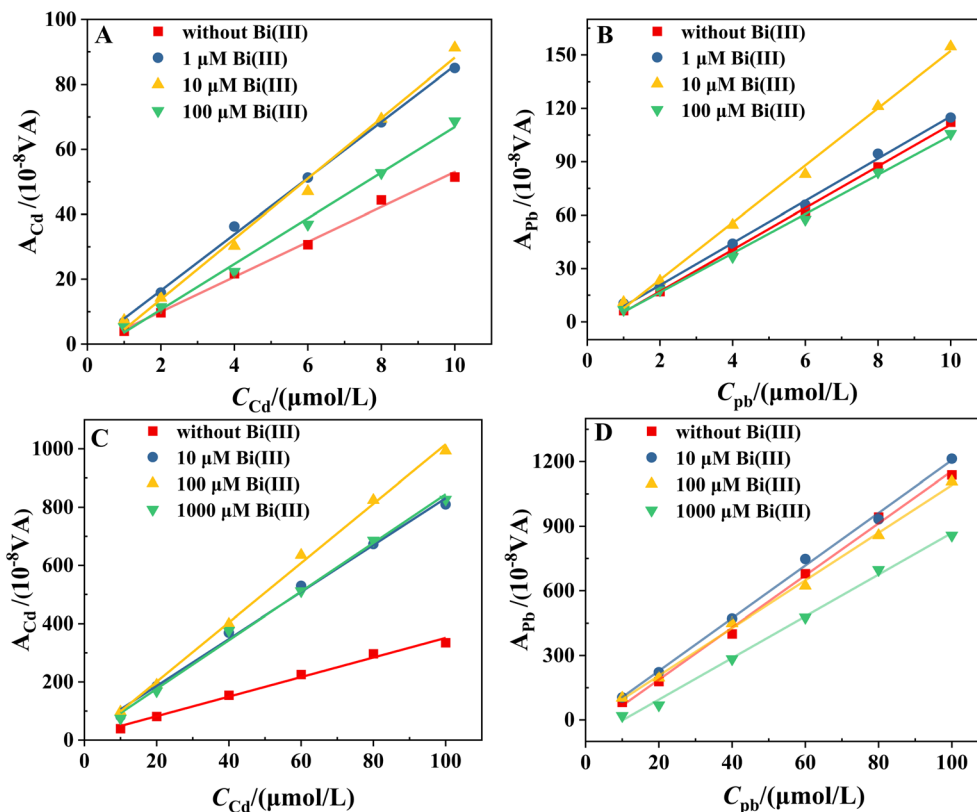 A
without Bi(III)
1 μM Bi(III)
10 μM Bi(III)
100 μM Bi(III)
A_Cd /(10⁻⁸VA)
100
80
60
40
20
0
0 2 4 6 8 10
C_Cd/(μmol/L)
B
without Bi(III)
1 μM Bi(III)
10 μM Bi(III)
100 μM Bi(III)
A_Pb /(10⁻⁸VA)
150
120
90
60
30
0
0 2 4 6 8 10
C_pb/(μmol/L)
C
without Bi(III)
10 μM Bi(III)
100 μM Bi(III)
1000 μM Bi(III)
A_Cd /(10⁻⁸VA)
1000
800
600
400
200
0
0 20 40 60 80 100
C_Cd/(μmol/L)
D
without Bi(III)
10 μM Bi(III)
100 μM Bi(III)
1000 μM Bi(III)
A_Pb /(10⁻⁸VA)
1200
900
600
300
0
0 20 40 60 80 100
C_pb/(μmol/L)